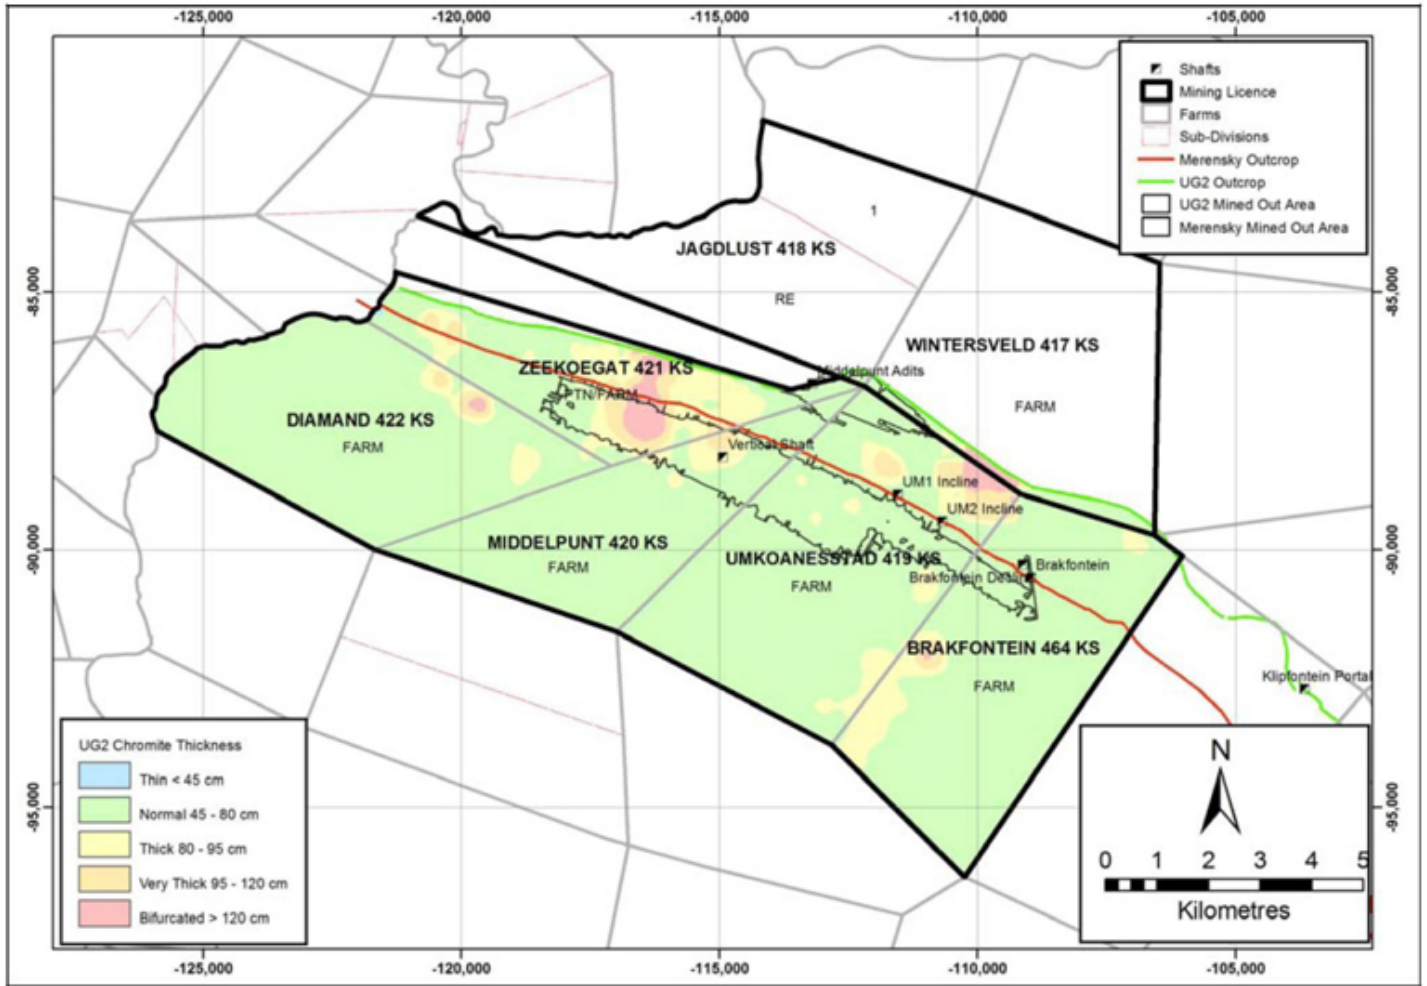 -125,000
-120,000
-115,000
-110,000
-105,000
Shafts
Mining Licence
Farms
Sub-Divisions
Merensky Outcrop
UG2 Outcrop
UG2 Mined Out Area
Merensky Mined Out Area
1
JAGDLUST 418 KS
RE
-85,000
-85,000
WINTERSVELD 417 KS
FARM
Middelpunt Adits
ZEEKOEGAT 421 KS
PTN/FARM
DIAMAND 422 KS
FARM
Vertical Shaft
UM1 Incline
UM2 Incline
MIDDELPUNT 420 KS
FARM
-90,000
-90,000
UMKOANESSTAD 419 KS
FARM
Brakfontein
Brakfontein
BRAKFONTEIN 464 KS
FARM
Klipfontein Portal
UG2 Chromite Thickness
Thin < 45 cm
Normal 45 - 80 cm
Thick 80 - 95 cm
Very Thick 95 - 120 cm
Bifurcated > 120 cm
-95,000
-95,000
N
0 1 2 3 4 5
Kilometres
-125,000
-120,000
-115,000
-110,000
-105,000